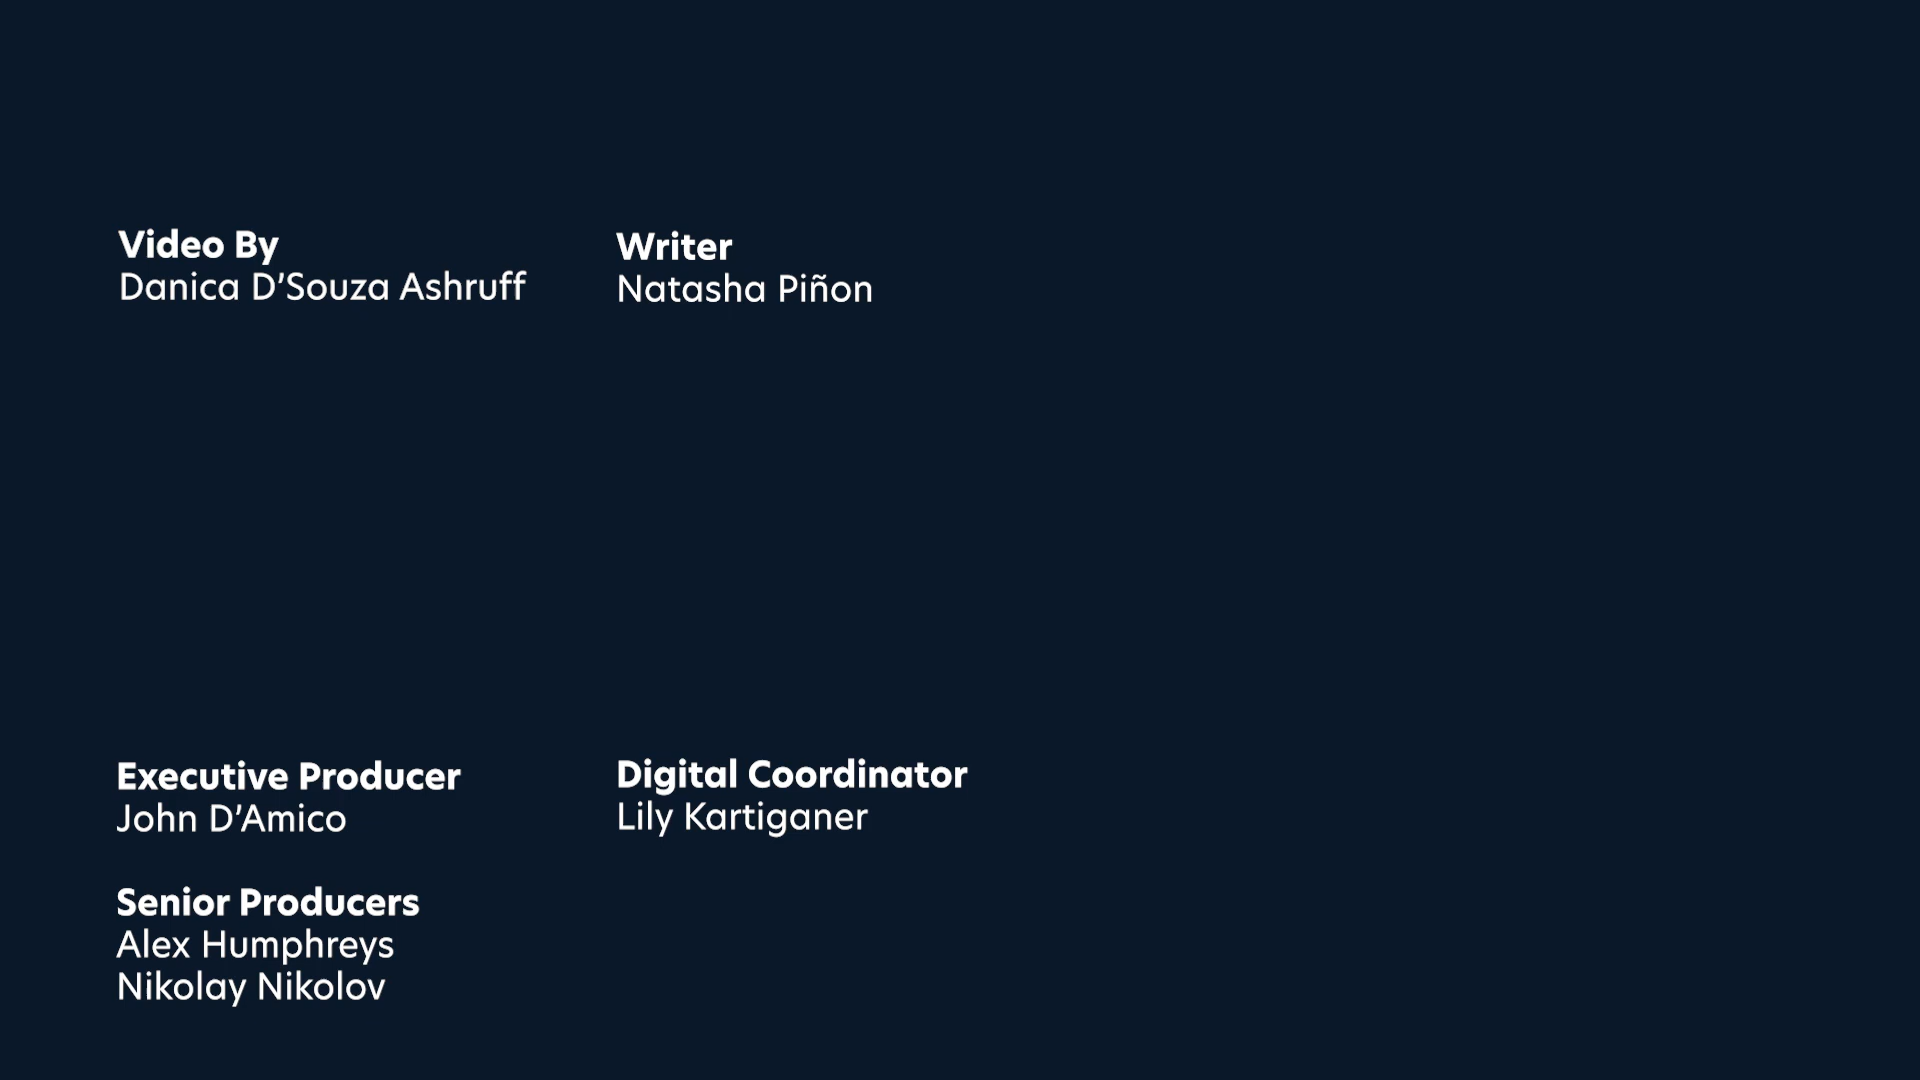 Video By
Danica D’Souza Ashruff
Writer
Natasha Piñon
Executive Producer
John D’Amico
Senior Producers
Alex Humphreys
Nikolay Nikolov
Digital Coordinator
Lily Kartiganer